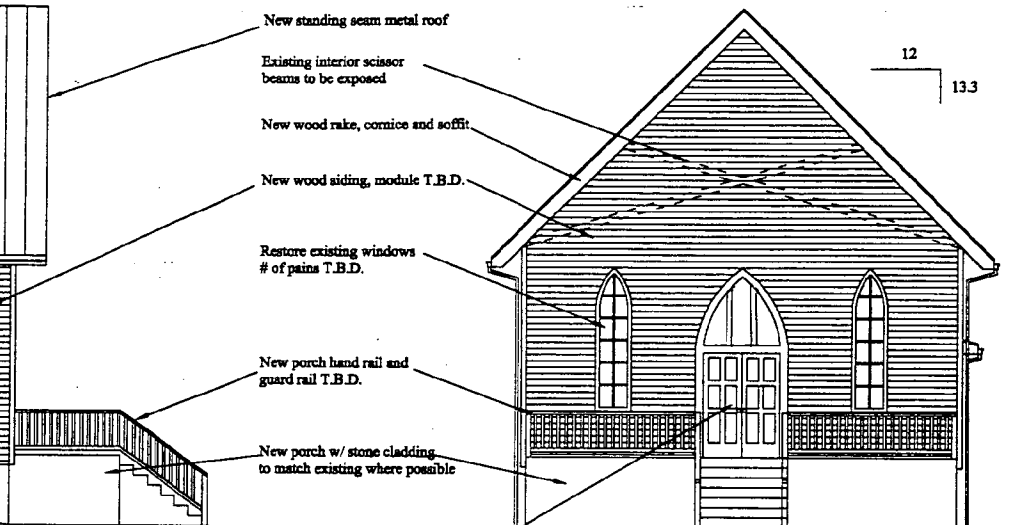 New standing seam metal roof
Existing interior scissor
beams to be exposed
12
13.3
New wood rake, cornice and soffit
New wood siding, module T.B.D.
Restore existing windows
# of pains T.B.D.
New porch hand rail and
guard rail T.B.D.
New porch w/ stone cladding
to match existing where possible